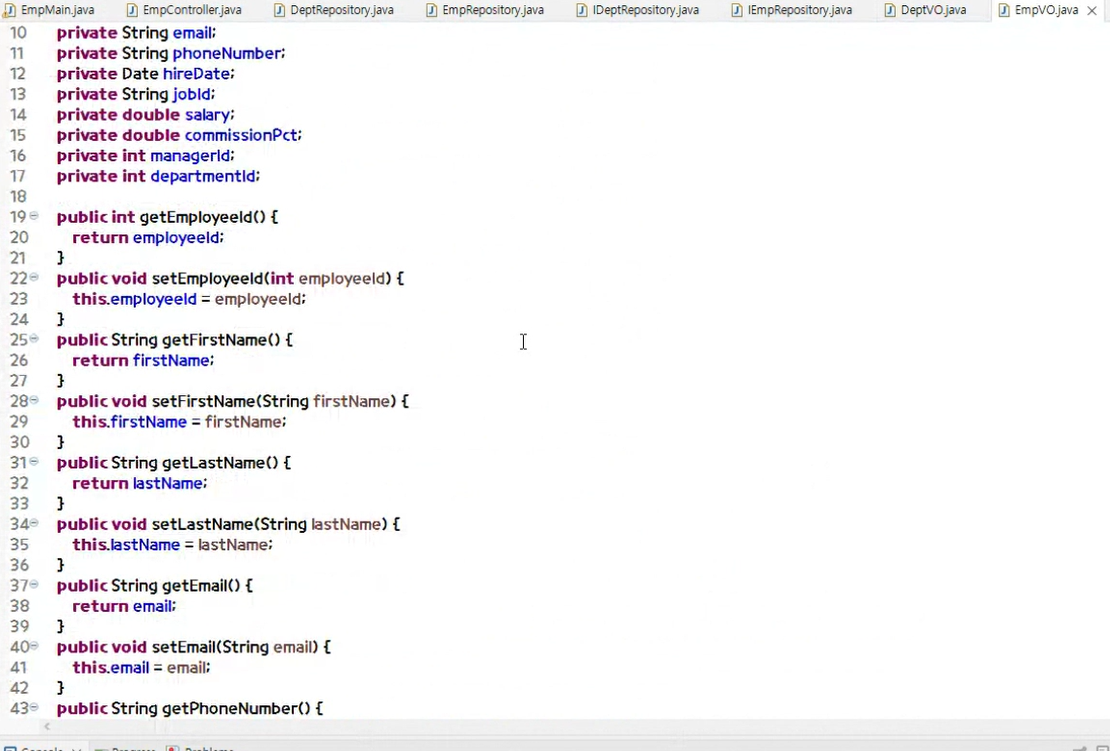 EmpMain.java EmpController.java DeptRepository.java EmpRepository.java IDeptRepository.java IEmpRepository.java DeptVO.java EmpVO.java
10 private String email;
11 private String phoneNumber;
12 private Date hireDate;
13 private String jobId;
14 private double salary;
15 private double commissionPct;
16 private int managerId;
17 private int departmentId;
18
19 public int getEmployeeId() {
20 return employeeId;
21 }
22 public void setEmployeeId(int employeeId) {
23 this.employeeId = employeeId;
24 }
25 public String getFirstName() {
26 return firstName;
27 }
28 public void setFirstName(String firstName) {
29 this.firstName = firstName;
30 }
31 public String getLastName() {
32 return lastName;
33 }
34 public void setLastName(String lastName) {
35 this.lastName = lastName;
36 }
37 public String getEmail() {
38 return email;
39 }
40 public void setEmail(String email) {
41 this.email = email;
42 }
43 public String getPhoneNumber() {
Console Progress Problems